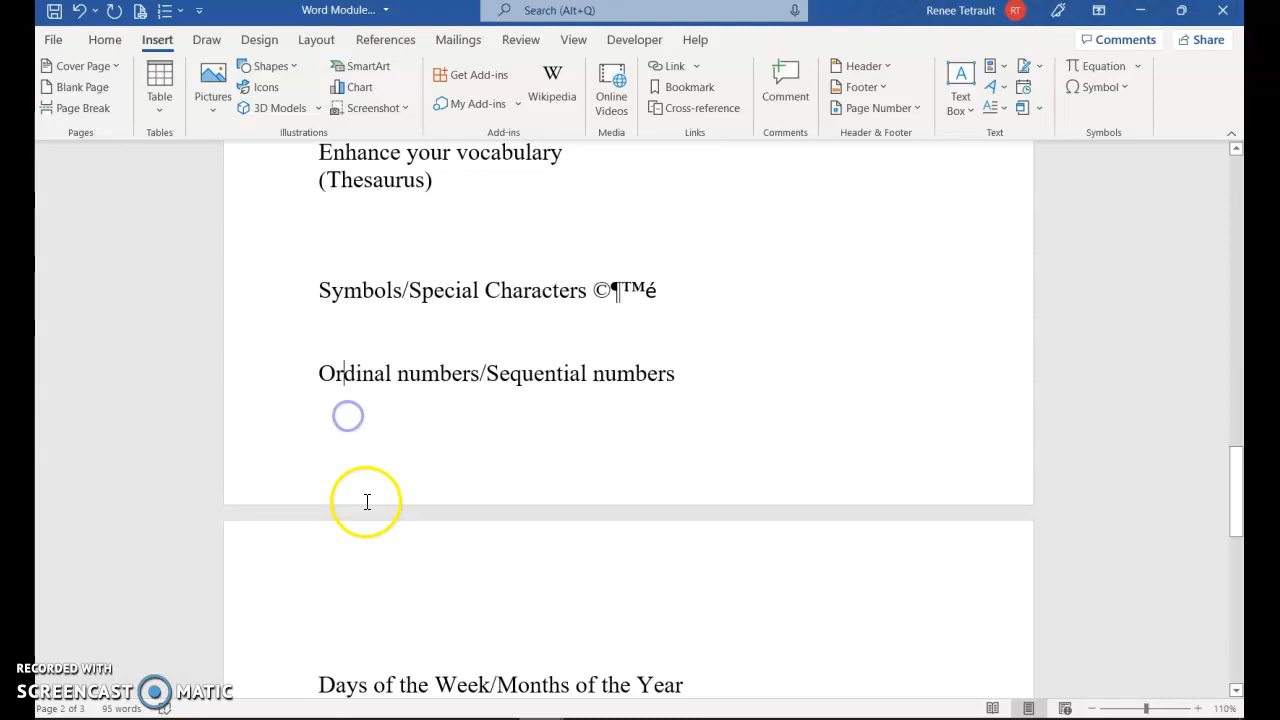 Word Module...
Search (Alt+Q)
Renee Tetrault
RT
File
Home
Insert
Draw
Design
Layout
References
Mailings
Review
View
Developer
Help
Comments
Share
Cover Page
Blank Page
Page Break
Pages
Table
Tables
Pictures
Shapes
Icons
3D Models
SmartArt
Chart
Screenshot
Illustrations
Get Add-ins
My Add-ins
Wikipedia
Add-ins
Online
Videos
Media
Link
Bookmark
Cross-reference
Links
Comment
Comments
Header
Footer
Page Number
Header & Footer
Text
Box
Text
Equation
Symbol
Symbols
Enhance your vocabulary
(Thesaurus)
Symbols/Special Characters ©¶™é
Ordinal numbers/Sequential numbers
Days of the Week/Months of the Year
RECORDED WITH
SCREENCAST MATIC
Page 2 of 3
95 words
110%